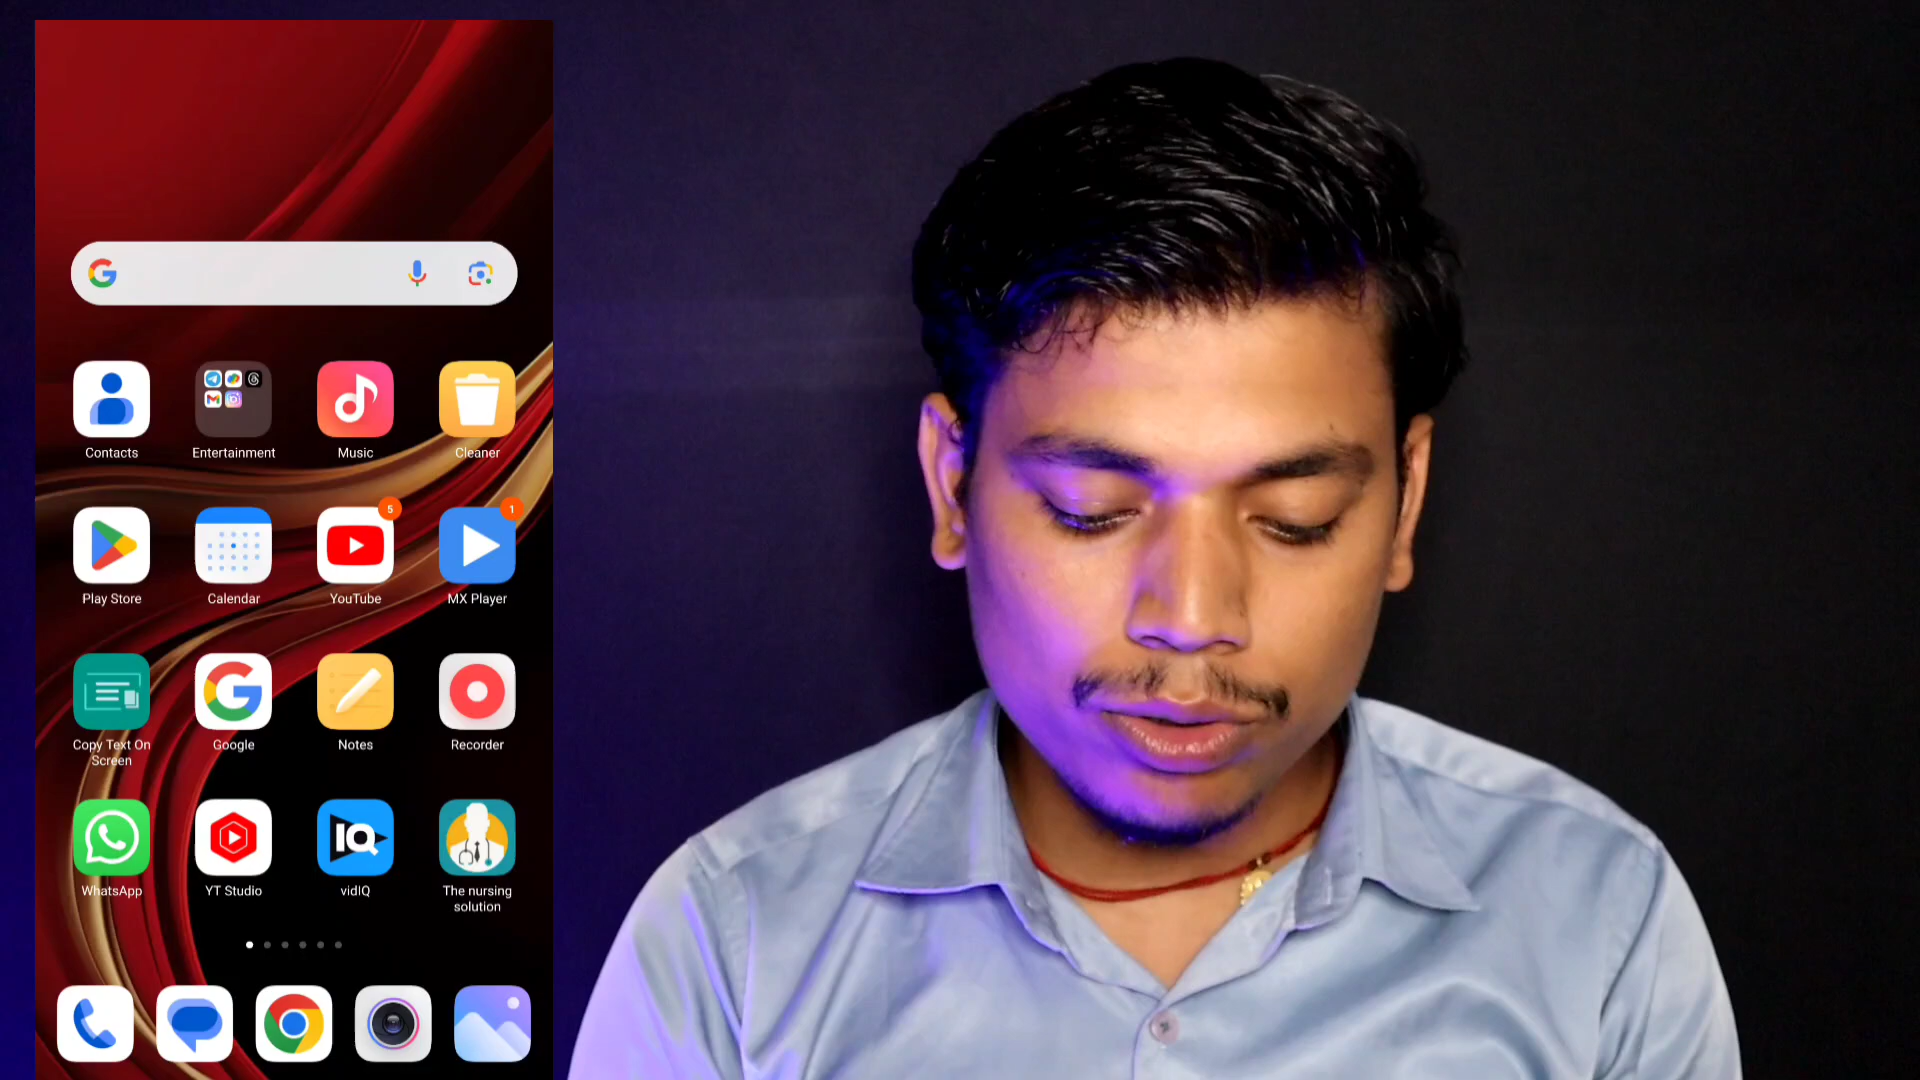 Contacts
Entertainment
Music
Cleaner
5
1
Play Store
Calendar
YouTube
MX Player
Copy Text On
Screen
Google
Notes
Recorder
IQ
WhatsApp
YT Studio
vidIQ
The nursing
solution